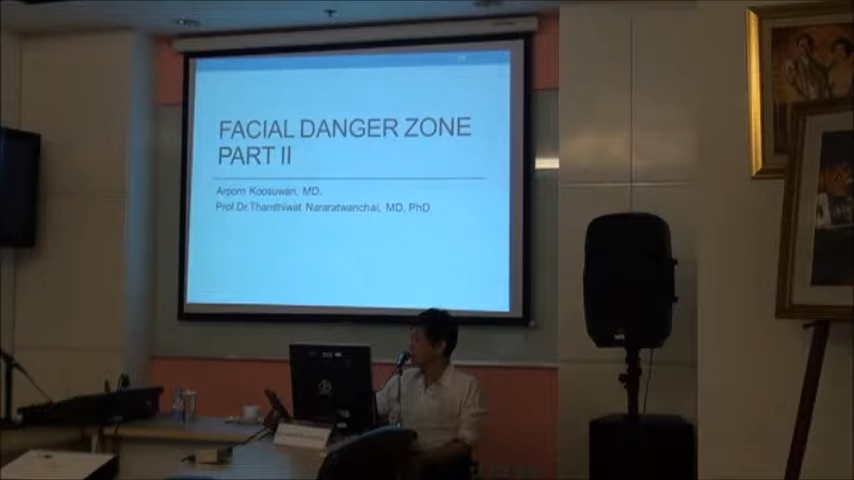 FACIAL DANGER ZONE
PART II
Arporn Koosuwan, MD.
Prof.Dr.Thamthiwat Nararatwanchai, MD, PhD